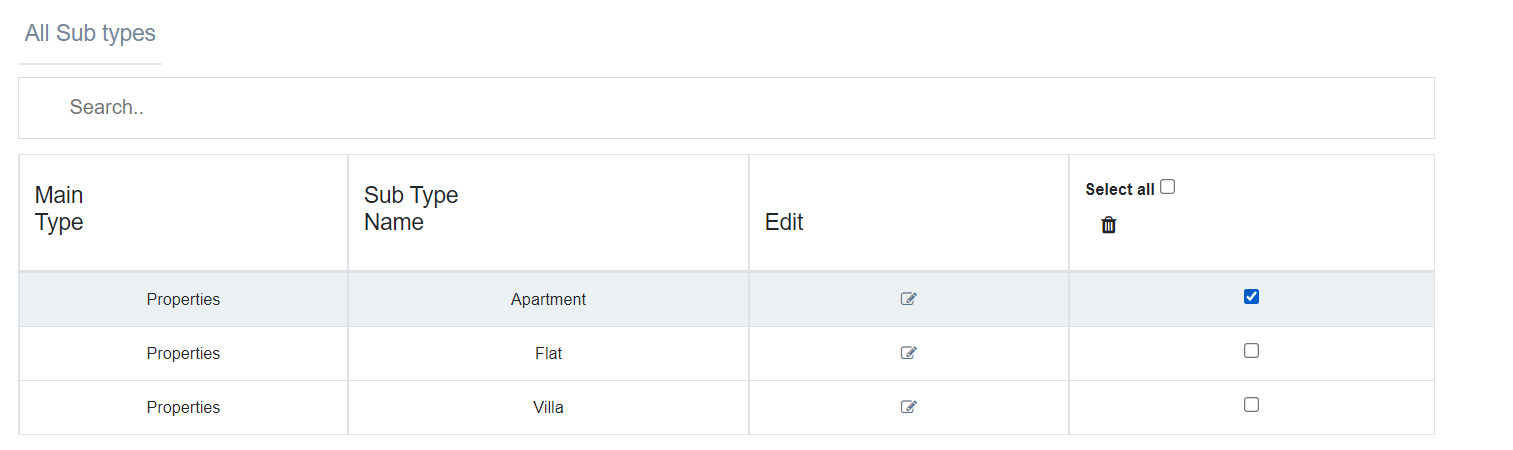 All Sub types
Search..
Main
Type
Sub Type
Name
Edit
Select all
Properties Apartment
Properties Flat
Properties Villa